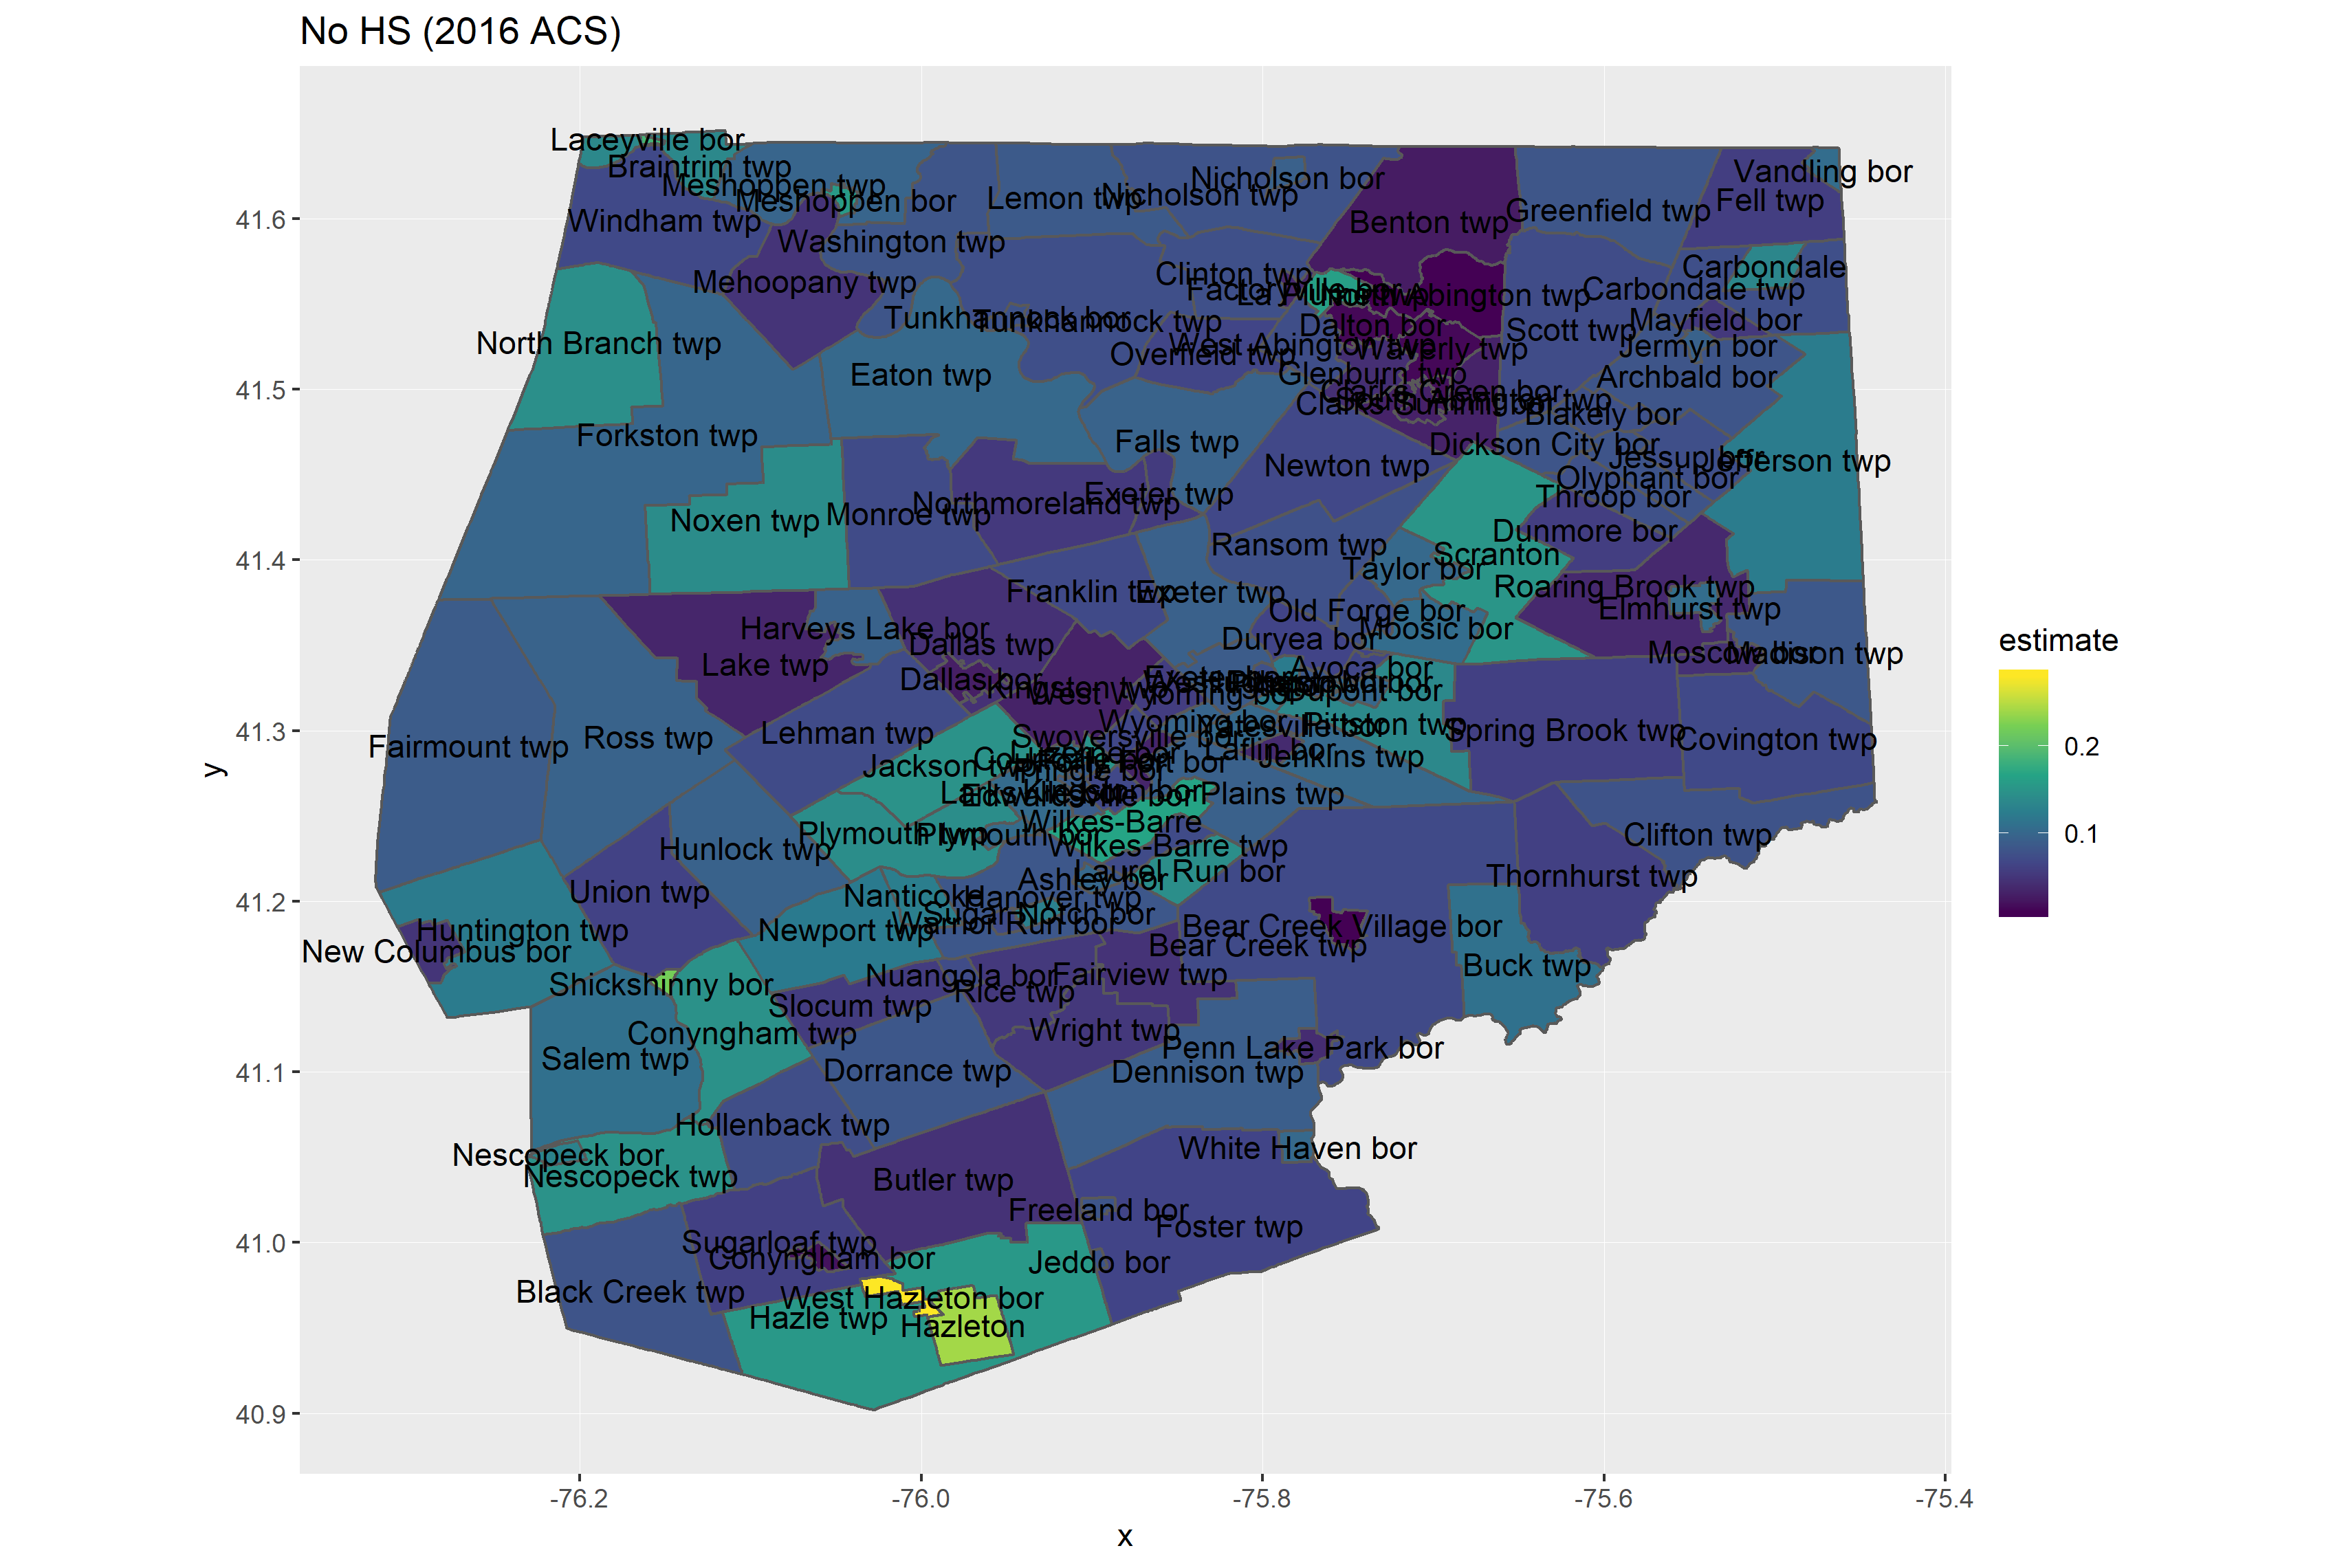 No HS (2016 ACS)
Laceyville bor
Braintrim twp
Vandling bor
Nicholson bor
Meshoppen twp
Lemon twp
Nicholson twp
Meshoppen bor
Fell twp
Greenfield twp
Windham twp
Benton twp
41.6
Washington twp
Carbondale
Clinton twp
Mehoopany twp
Carbondale twp
Factoryville bor
La Plume twp
North Abington twp
Mayfield bor
Tunkhannock bor
Tunkhannock twp
Dalton bor
Scott twp
North Branch twp
West Abington twp
Waverly twp
Jermyn bor
Overfield twp
Eaton twp
Glenburn twp
Archbald bor
41.5
Clarks Green bor
Clarks Summit bor
South Abington twp
Blakely bor
Forkston twp
Falls twp
Dickson City bor
Newton twp
Jessup bor
Jefferson twp
Olyphant bor
Exeter twp
Throop bor
Northmoreland twp
Noxen twp
Monroe twp
Dunmore bor
Ransom twp
Scranton
41.4
Taylor bor
Franklin twp
Exeter twp
Roaring Brook twp
Old Forge bor
Elmhurst twp
Harveys Lake bor
Duryea bor
Moosic bor
Dallas twp
Moscow bor
Madison twp
Lake twp
Avoca bor
Dallas bor
Kingston twp
West Wyoming bor
Exeter bor
Dupont bor
Wyoming bor
Yatesville bor
Pittston twp
41.3
Fairmount twp
Ross twp
Lehman twp
Swoyersville bor
Laflin bor
Spring Brook twp
Covington twp
Jenkins twp
Jackson twp
Pringle bor
Kingston bor
Edwardsville bor
Plains twp
Wilkes-Barre
Plymouth twp
Plymouth bor
Clifton twp
Hunlock twp
Wilkes-Barre twp
Laurel Run bor
Thornhurst twp
Ashley bor
Union twp
Nanticoke
Hanover twp
41.2
Sugar Notch bor
Warrior Run bor
Bear Creek Village bor
Huntington twp
Newport twp
New Columbus bor
Bear Creek twp
Buck twp
Nuangola bor
Fairview twp
Shickshinny bor
Rice twp
Slocum twp
Conyngham twp
Wright twp
Penn Lake Park bor
Salem twp
41.1
Dorrance twp
Dennison twp
Hollenback twp
White Haven bor
Nescopeck bor
Nescopeck twp
Butler twp
Freeland bor
Foster twp
41.0
Sugarloaf twp
Conyngham bor
Jeddo bor
Black Creek twp
West Hazleton bor
Hazle twp
Hazleton
40.9
-76.2
-76.0
-75.8
-75.6
-75.4
x
y
estimate
0.2
0.1